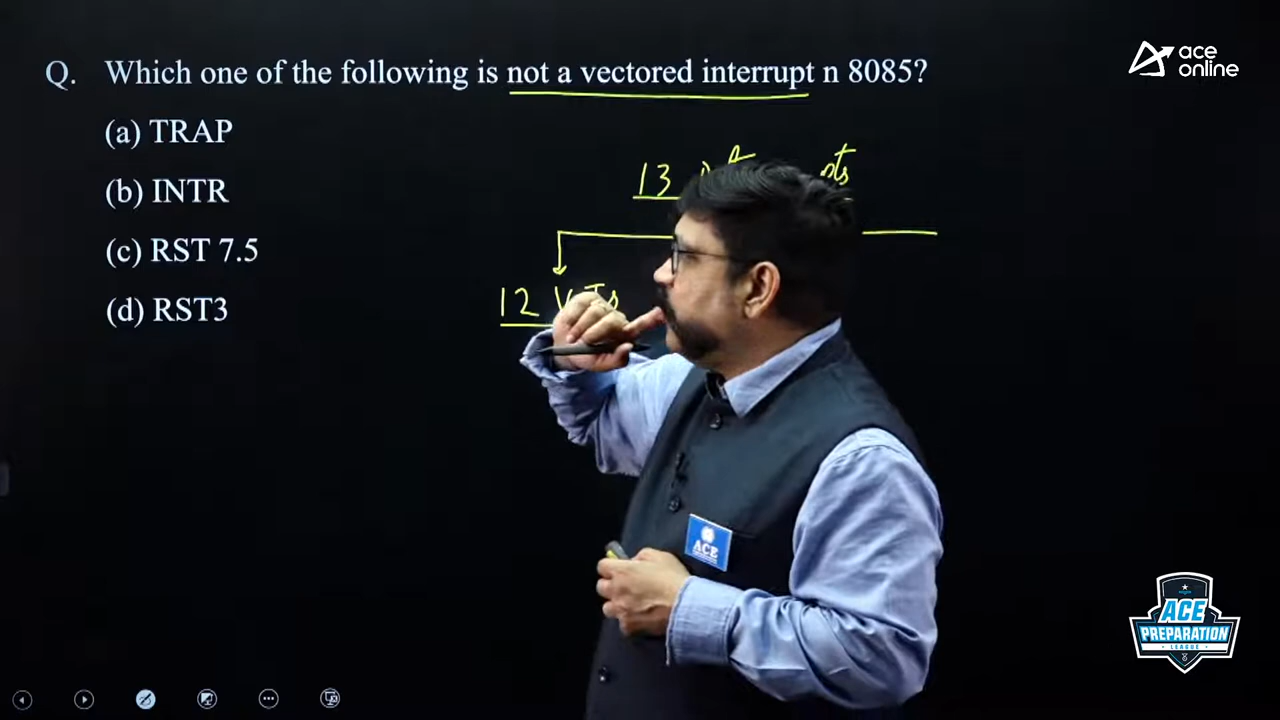 Q. Which one of the following is not a vectored interrupt n 8085?
(a) TRAP
(b) INTR
(c) RST 7.5
(d) RST3
13
12
ace
online
ACE
ACE
PREPARATION
LEAGUE